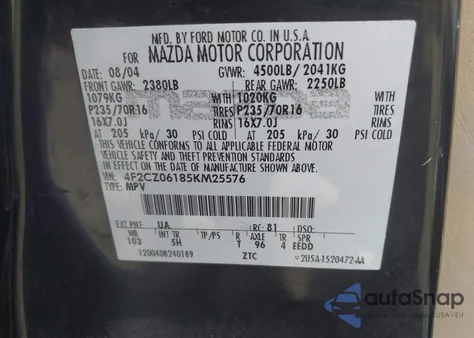 MFD. BY FORD MOTOR CO. IN U.S.A.
FOR MAZDA MOTOR CORPORATION
DATE: 08/04 GVWR: 4500LB/ 2041KG
FRONT GAWR: 2380LB REAR GAWR: 2250LB
1079KG WITH 1020KG WITH
P235/70R16 TIRES P235/70R16 TIRES
16X7.0J RIMS 16X7.0J RIMS
AT 205 kPa/ 30 PSI COLD AT 205 kPa/ 30 PSI COLD
THIS VEHICLE CONFORMS TO ALL APPLICABLE FEDERAL MOTOR
VEHICLE SAFETY AND THEFT PREVENTION STANDARDS
IN EFFECT ON THE DATE OF MANUFACTURE SHOWN ABOVE.
VIN: 4F2CZ06185KM25576
TYPE: MPV
EXT PNT: UA RC: 81 DSO:
WB INT TR TP/PS R AX TR
103 5H T 96 4 EEDD
1200408240189 ZTC 2U5A-1520472-AA
autoSnap